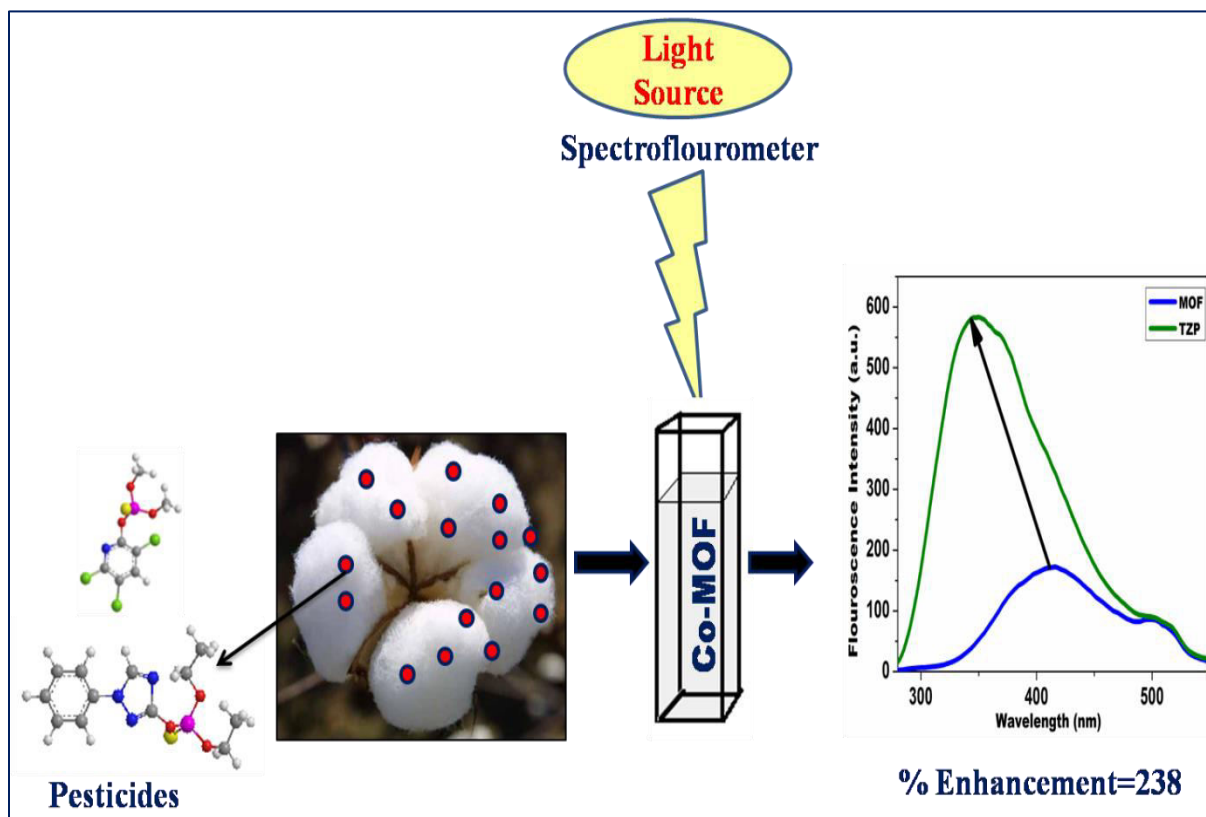 Light
Source
Spectroflourometer
Co-MOF
Pesticides
Flouroscence Intensity (a.u.)
600
500
400
300
200
100
0
MOF
TZP
300
400
500
Wavelength (nm)
% Enhancement=238